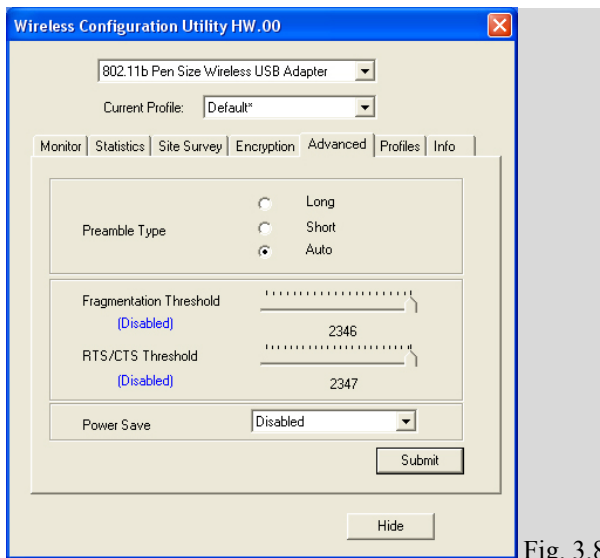 Wireless Configuration Utility HW.00
802.11b Pen Size Wireless USB Adapter
Current Profile: Default*
Monitor Statistics Site Survey Encryption Advanced Profiles Info
Long
Preamble Type Short
Auto
Fragmentation Threshold
(Disabled)
2346
RTS/CTS Threshold
(Disabled)
2347
Power Save Disabled
Submit
Hide
Fig. 3.8